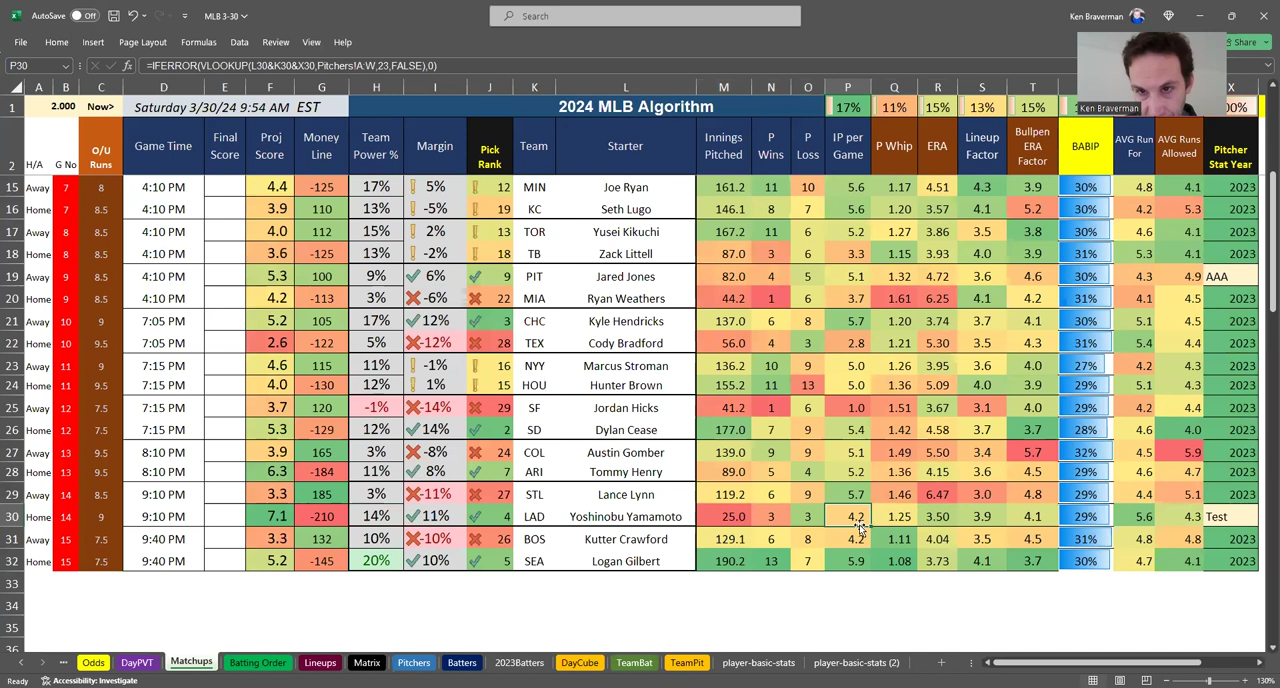 AutoSave Off MLB 3-30 Search Ken Braverman
File Home Insert Page Layout Formulas Data Review View Help Share
P30 fx =IFERROR(VLOOKUP(L30&K30&X30,Pitchers!A:W,23,FALSE),0)
Ken Braverman
A B C D E F G H I J K L M N O P Q R S T
1 2.000 Now> Saturday 3/30/24 9:54 AM EST 2024 MLB Algorithm 17% 11% 15% 13% 15%
2 H/A G No O/U Runs Game Time Final Score Proj Score Money Line Team Power % Margin Pick Rank Team Starter Innings Pitched P Wins P Loss IP per Game P Whip ERA Lineup Factor Bullpen ERA Factor BABIP AVG Run For AVG Runs Allowed Pitcher Stat Year
15 Away 7 8 4:10 PM 4.4 -125 17% 5% 12 MIN Joe Ryan 161.2 11 10 5.6 1.17 4.51 4.3 3.9 30% 4.8 4.1 2023
16 Home 7 8.5 4:10 PM 3.9 110 13% -5% 19 KC Seth Lugo 146.1 8 7 5.6 1.20 3.57 4.1 5.2 30% 4.2 5.3 2023
17 Away 8 8.5 4:10 PM 4.0 112 15% 2% 13 TOR Yusei Kikuchi 167.2 11 6 5.2 1.27 3.86 3.5 3.8 30% 4.6 4.1 2023
18 Home 8 8.5 4:10 PM 3.6 -125 13% -2% 18 TB Zack Littell 87.0 3 6 3.3 1.15 3.93 4.0 3.9 31% 5.3 4.1 2023
19 Away 9 8.5 4:10 PM 5.3 100 9% 6% 9 PIT Jared Jones 82.0 4 5 5.1 1.32 4.72 3.6 4.6 30% 4.3 4.9 AAA
20 Home 9 8.5 4:10 PM 4.2 -113 3% -6% 22 MIA Ryan Weathers 44.2 1 6 3.7 1.61 6.25 4.1 4.2 31% 4.1 4.5 2023
21 Away 10 9 7:05 PM 5.2 105 17% 12% 3 CHC Kyle Hendricks 137.0 6 8 5.7 1.20 3.74 3.7 4.1 30% 5.1 4.5 2023
22 Home 10 9.5 7:05 PM 2.6 -122 5% -12% 28 TEX Cody Bradford 56.0 4 3 2.8 1.21 5.30 3.5 4.3 31% 5.4 4.4 2023
23 Away 11 9 7:15 PM 4.6 115 11% -1% 16 NYY Marcus Stroman 136.2 10 9 5.0 1.26 3.95 3.8 3.5 27% 4.2 4.3 2023
24 Home 11 9.5 7:15 PM 4.0 -130 12% 1% 15 HOU Hunter Brown 155.2 11 13 5.0 1.36 5.09 4.0 3.9 29% 5.1 4.3 2023
25 Away 12 7.5 7:15 PM 3.7 120 -1% -14% 29 SF Jordan Hicks 41.2 1 6 1.0 1.51 3.67 3.1 4.0 29% 4.2 4.4 2023
26 Home 12 7.5 7:15 PM 5.3 -129 12% 14% 2 SD Dylan Cease 177.0 7 9 5.4 1.42 4.58 3.7 3.7 28% 4.6 4.0 2023
27 Away 13 9.5 8:10 PM 3.9 165 3% -8% 24 COL Austin Gomber 139.0 9 9 5.1 1.49 5.50 3.4 5.7 32% 4.5 5.9 2023
28 Home 13 9.5 8:10 PM 6.3 -184 11% 8% 7 ARI Tommy Henry 89.0 5 4 5.2 1.36 4.15 3.6 4.5 29% 4.6 4.7 2023
29 Away 14 8.5 9:10 PM 3.3 185 3% -11% 27 STL Lance Lynn 119.2 6 9 5.7 1.46 6.47 3.0 4.8 29% 4.4 5.1 2023
30 Home 14 9 9:10 PM 7.1 -210 14% 11% 4 LAD Yoshinobu Yamamoto 25.0 3 3 4.2 1.25 3.50 3.9 4.1 29% 5.6 4.3 Test
31 Away 15 7.5 9:40 PM 3.3 132 10% -10% 26 BOS Kutter Crawford 129.1 6 8 4.2 1.11 4.04 3.5 4.5 31% 4.8 4.8 2023
32 Home 15 7.5 9:40 PM 5.2 -145 20% 10% 5 SEA Logan Gilbert 190.2 13 7 5.9 1.08 3.73 4.1 3.7 30% 4.7 4.1 2023
33
34
35
36
Odds DayPVT Matchups Batting Order Lineups Matrix Pitchers Batters 2023Batters DayCube TeamBat TeamPit player-basic-stats player-basic-stats (2)
Ready Accessibility: Investigate 130%